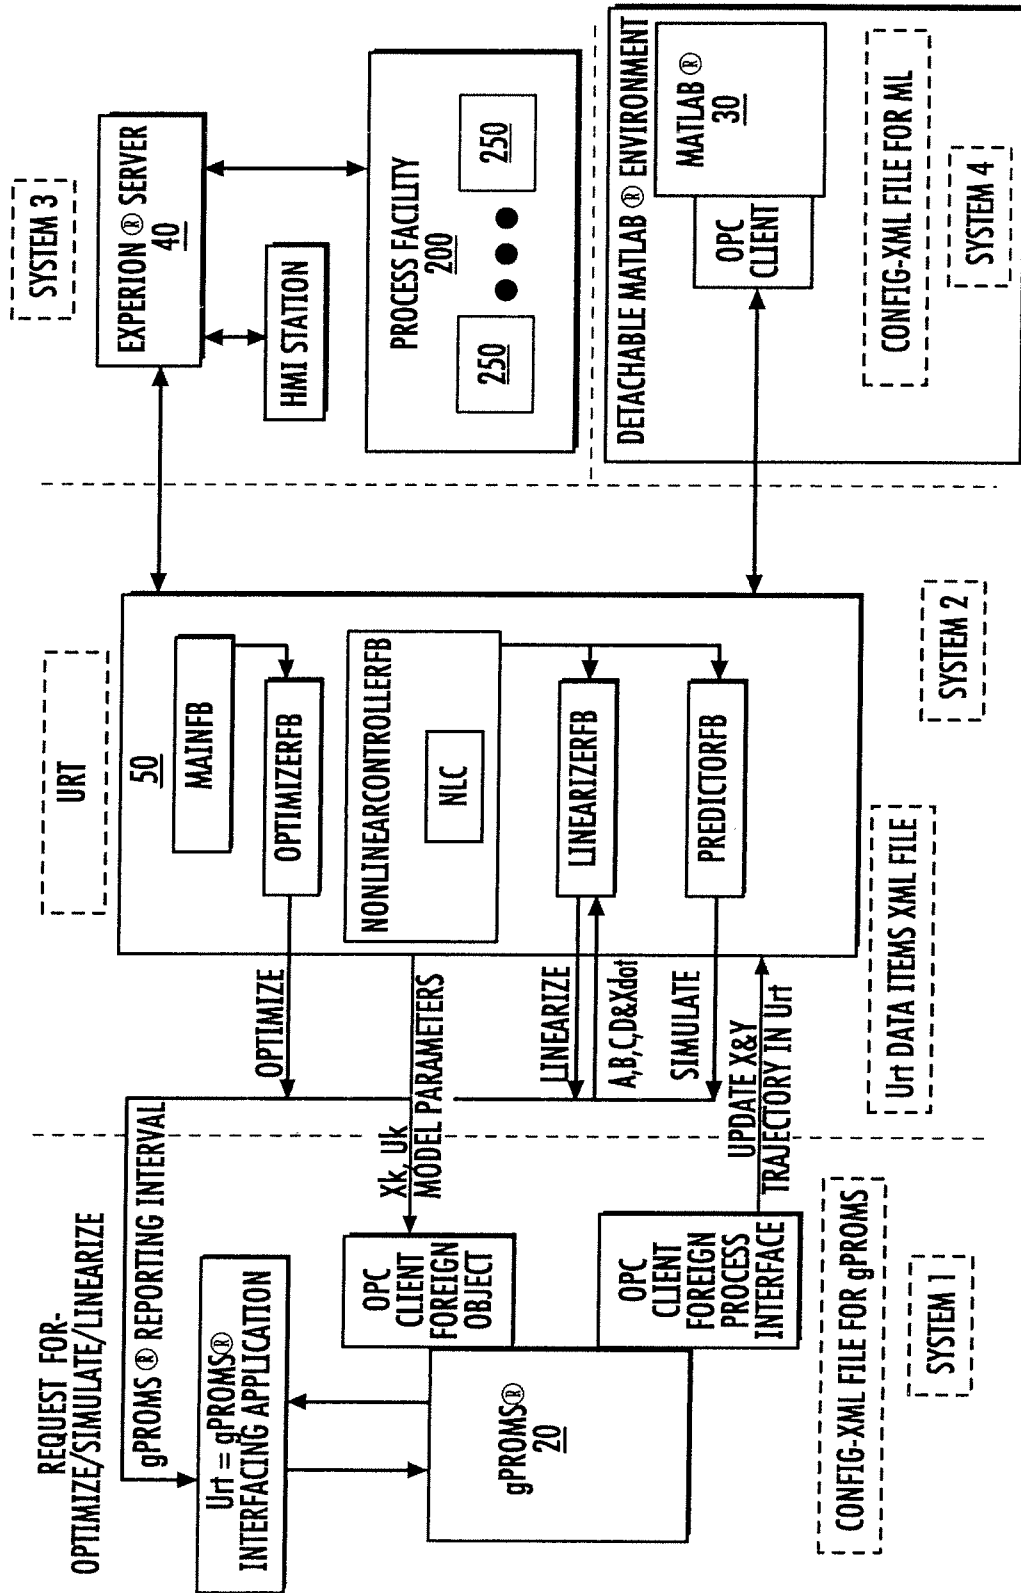 REQUEST FOR-
OPTIMIZE/SIMULATE/LINEARIZE
gPROMS® REPORTING INTERVAL
Urt = gPROMS®
INTERFACING APPLICATION
gPROMS®
20
OPC
CLIENT
FOREIGN
OBJECT
OPC
CLIENT
FOREIGN
PROCESS
INTERFACE
CONFIG-XML FILE FOR gPROMS
SYSTEM 1
OPTIMIZE
Xk, Uk
MODEL PARAMETERS
LINEARIZE
A,B,C,D&Xdot
SIMULATE
UPDATE X&Y
TRAJECTORY IN Urt
URT
50
MAINFB
OPTIMIZERFB
NONLINEARCONTROLLERFB
NLC
LINEARIZERFB
PREDICTORFB
Urt DATA ITEMS XML FILE
SYSTEM 2
SYSTEM 3
EXPERION® SERVER
40
HMI STATION
PROCESS FACILITY
200
250
250
DETACHABLE MATLAB® ENVIRONMENT
MATLAB®
30
OPC
CLIENT
CONFIG-XML FILE FOR ML
SYSTEM 4